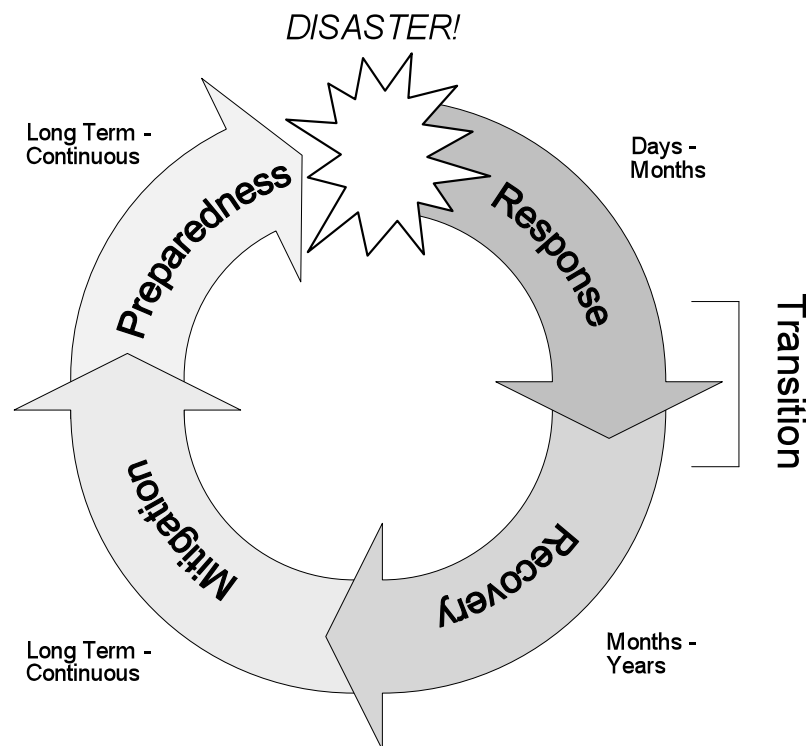 DISASTER!
Long Term -
Continuous
Days -
Months
Preparedness
Response
Transition
Mitigation
Recovery
Long Term -
Continuous
Months -
Years